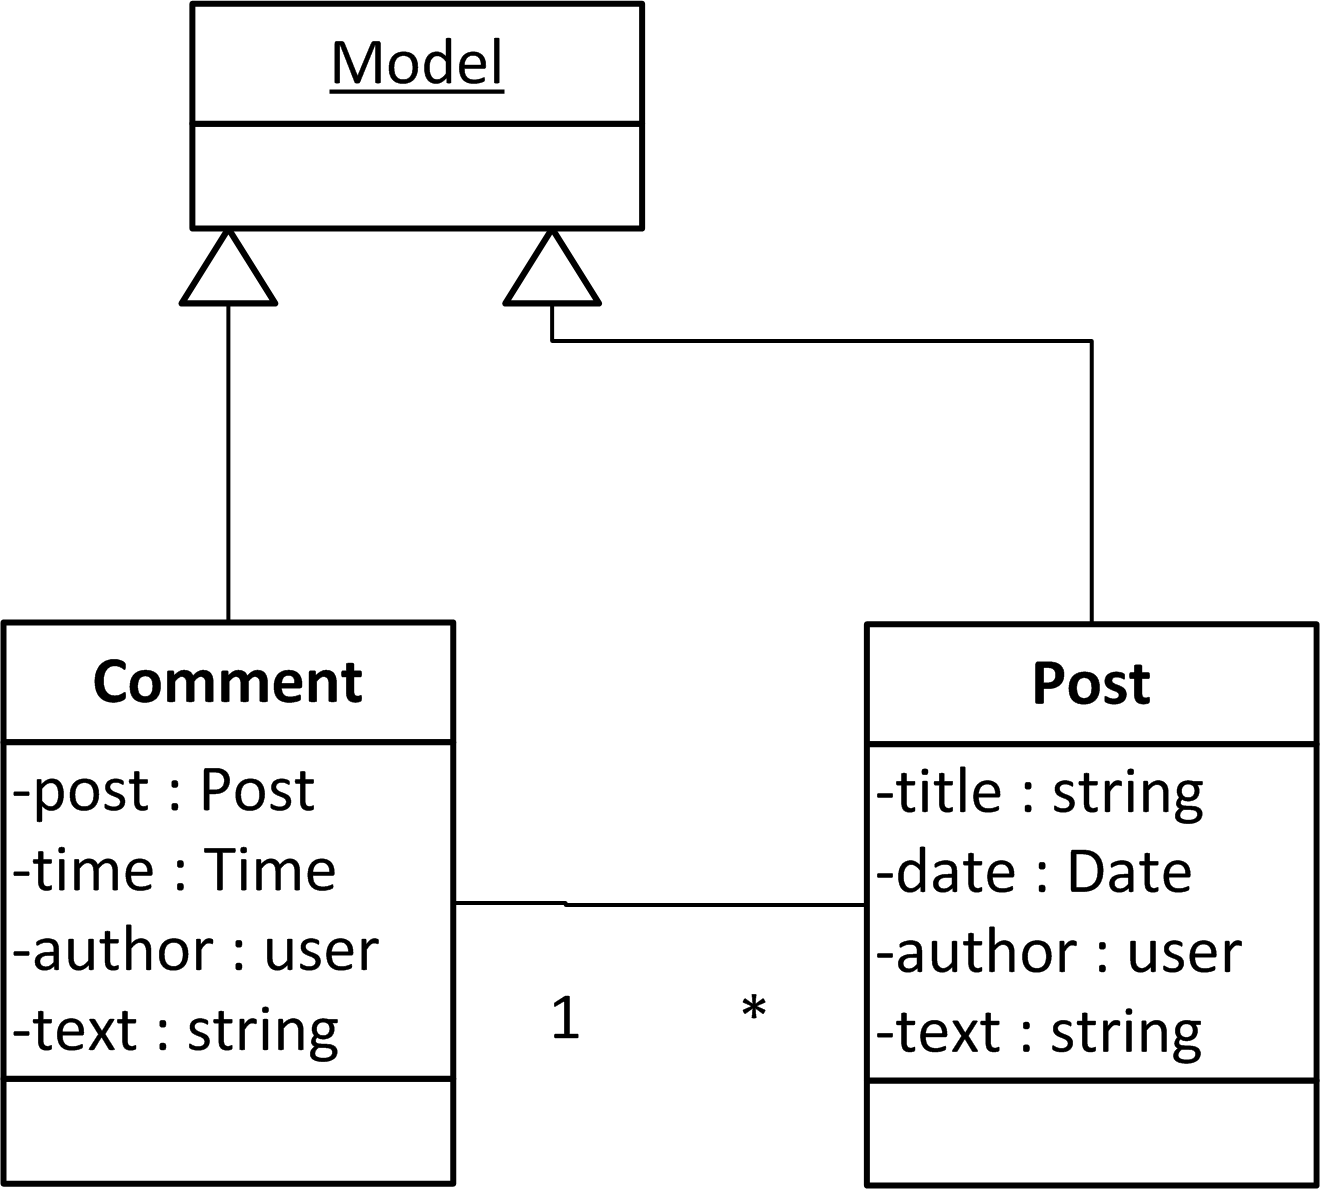 Model
Comment
-post : Post
-time : Time
-author : user
-text : string
1
*
Post
-title : string
-date : Date
-author : user
-text : string